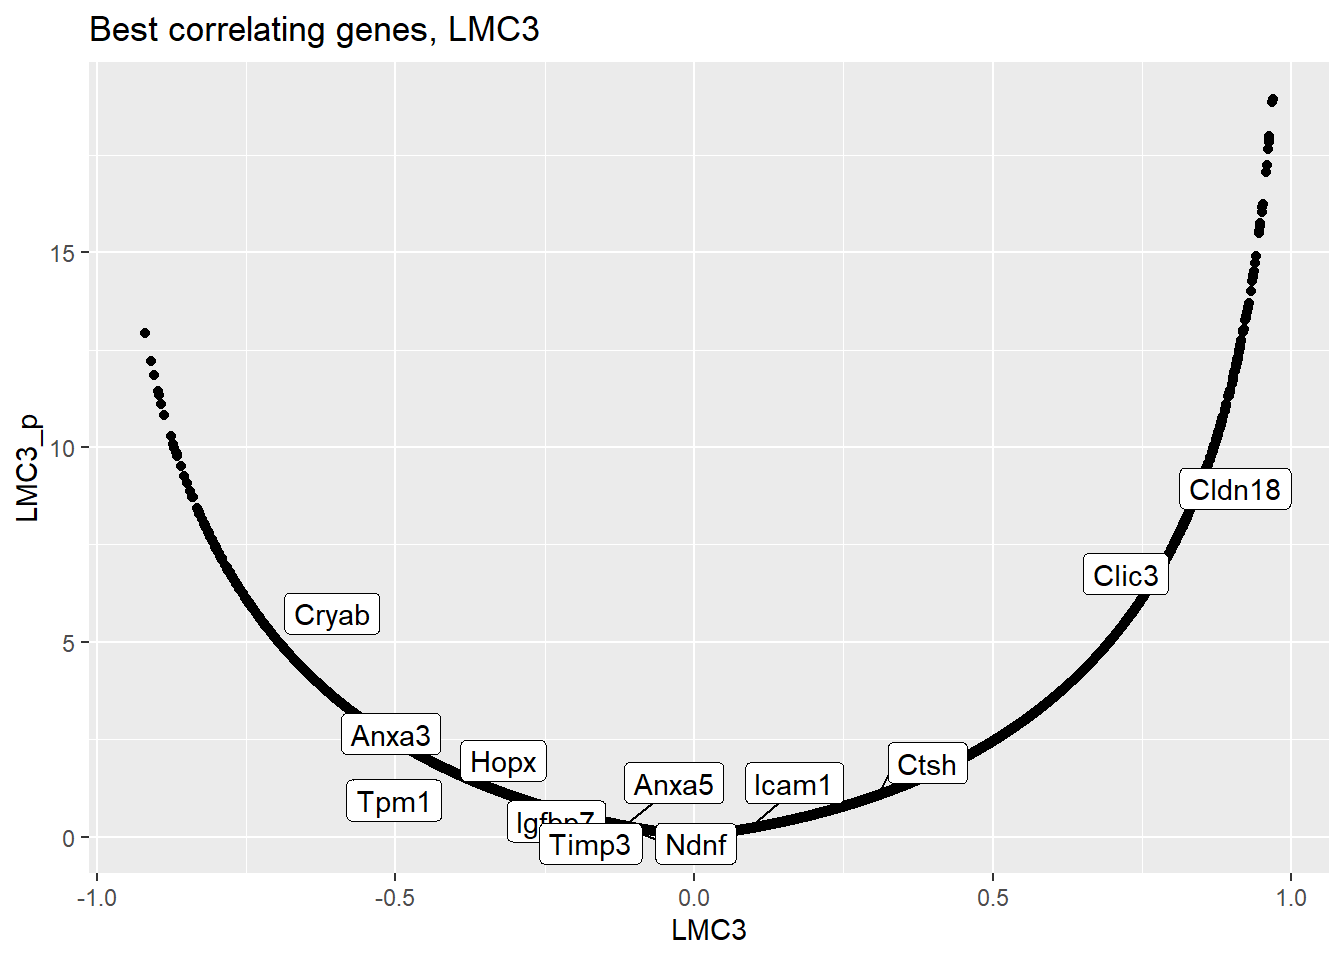 Best correlating genes, LMC3
LMC3_p
15
10
5
0
Cldn18
Clic3
Cryab
Anxa3
Hopx
Ctsh
Anxa5
Icam1
Tpm1
Igfbp7
Timp3
Ndnf
-1.0
-0.5
0.0
0.5
1.0
LMC3